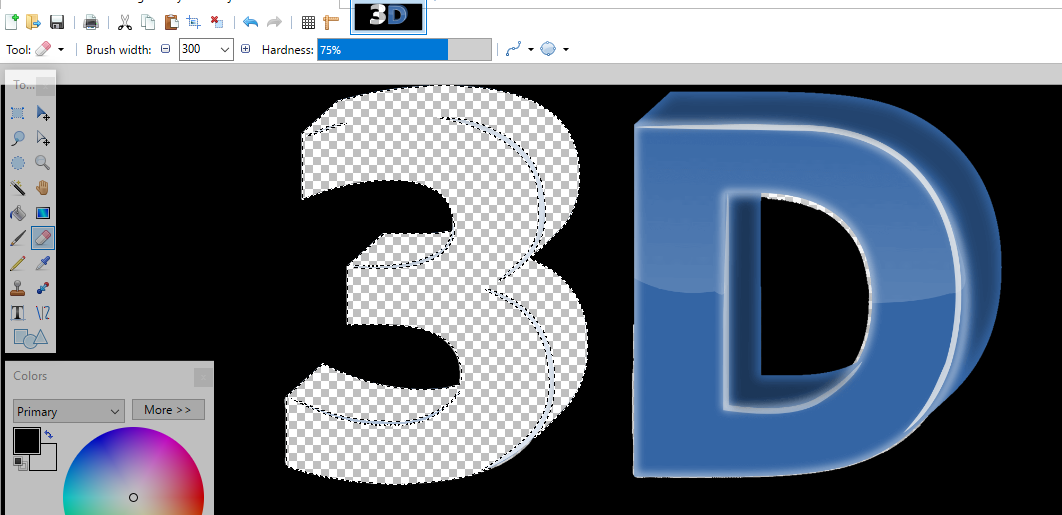 3D
Tool:
Brush width:
300
Hardness:
75%
To...
Colors
Primary
More >>
3D